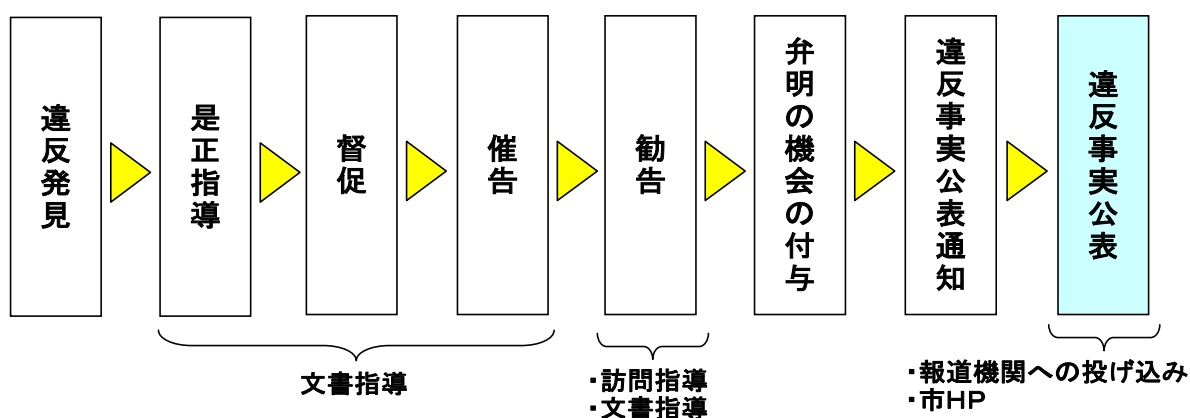 違反発見
是正指導
督促
催告
勧告
弁明の機会の付与
違反事実公表通知
違反事実公表
文書指導
・訪問指導
・文書指導
・報道機関への投げ込み
・市HP